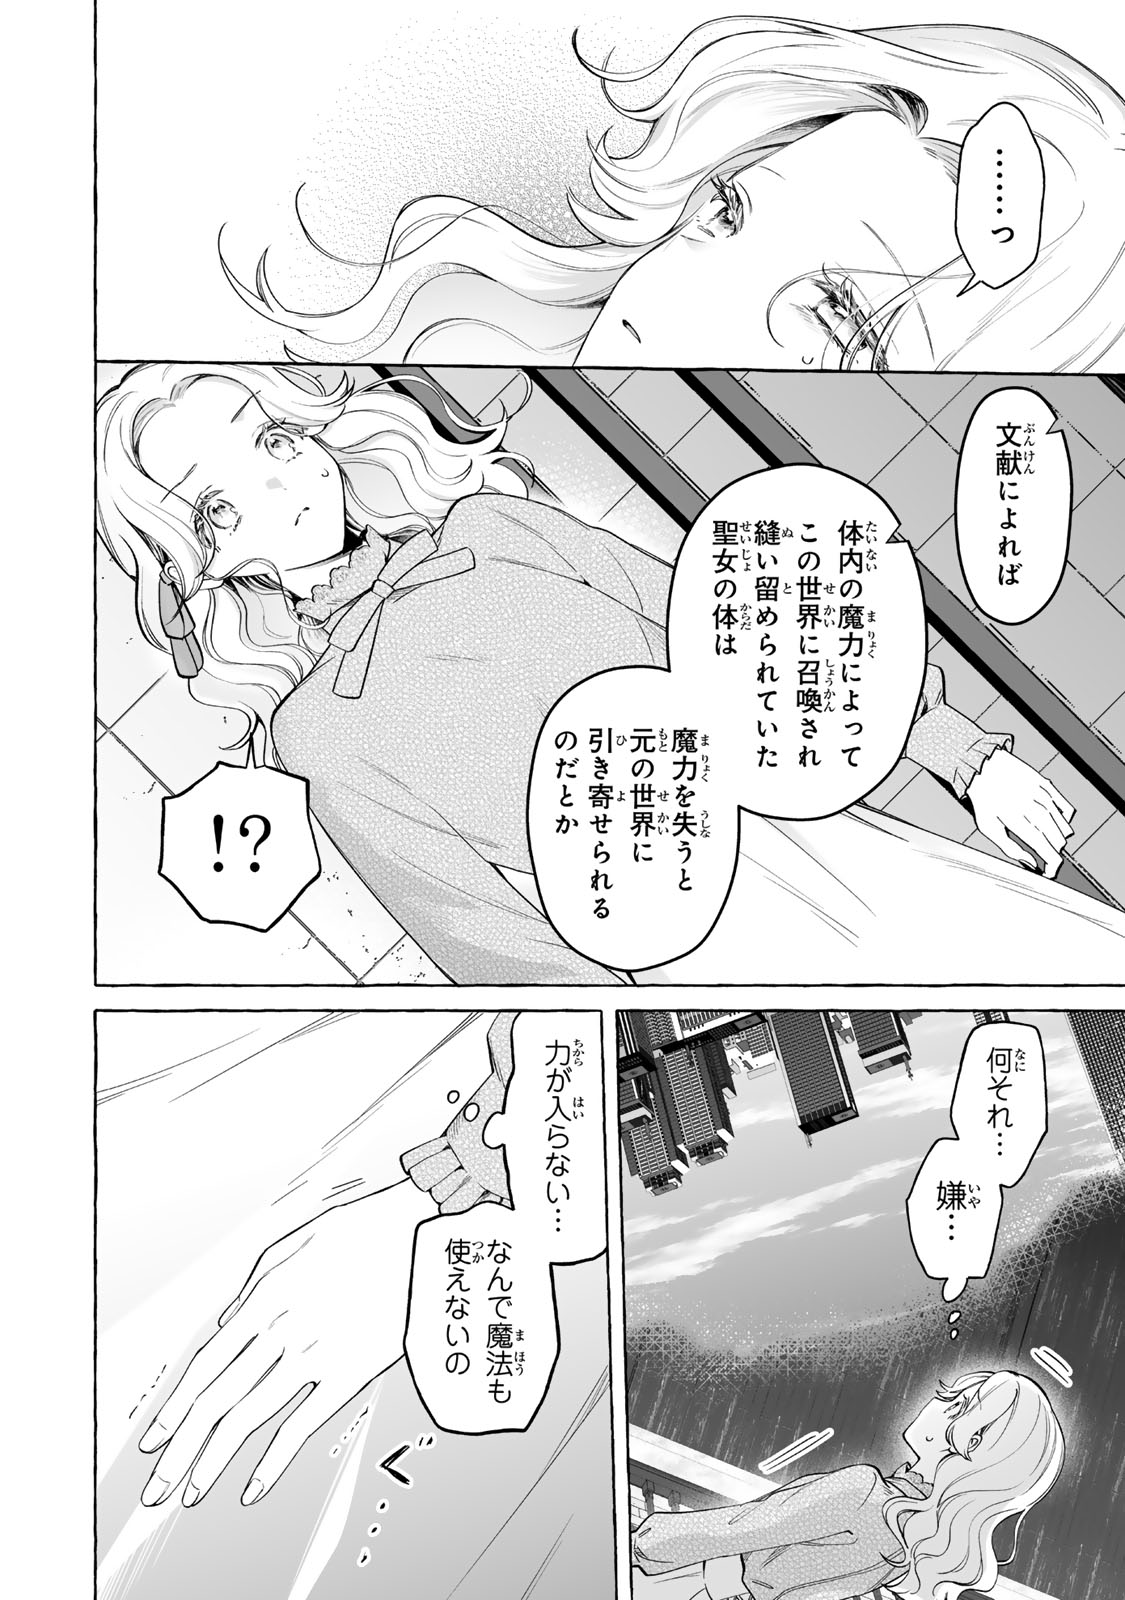 ……っ
文献によれば
体内の魔力によって
この世界に召喚され
縫い留められていた
聖女の体は
魔力を失うと
元の世界に
引き寄せられる
のだとか
!?
何それ…
嫌…
力が入らない…
なんで魔法も
使えないの
ぐ…